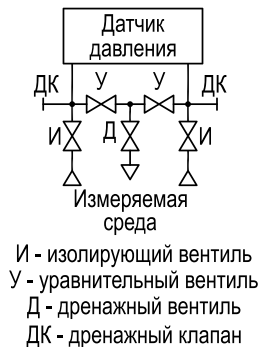 Датчик
давления
ДК У У ДК
И Д И
Измеряемая
среда
И - изолирующий вентиль
У - уравнительный вентиль
Д - дренажный вентиль
ДК - дренажный клапан